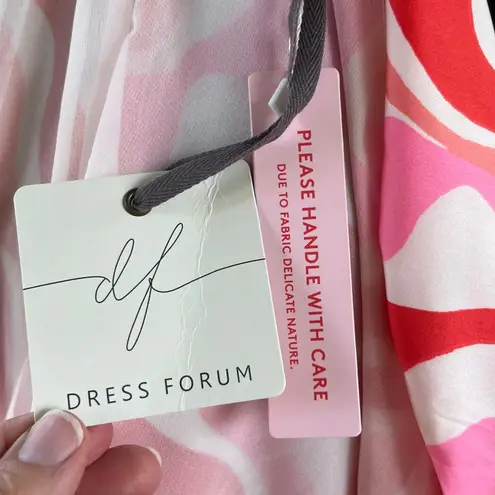 df
DRESS FORUM
PLEASE HANDLE WITH CARE
DUE TO FABRIC DELICATE NATURE.